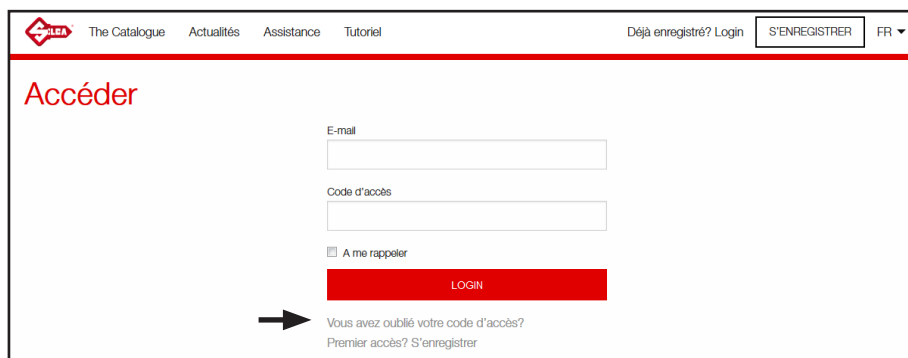 SILCA The Catalogue Actualités Assistance Tutoriel Déjà enregistré? Login S'ENREGISTRER FR
Accéder
E-mail
Code d'accès
A me rappeler
LOGIN
Vous avez oublié votre code d'accès?
Premier accès? S'enregistrer